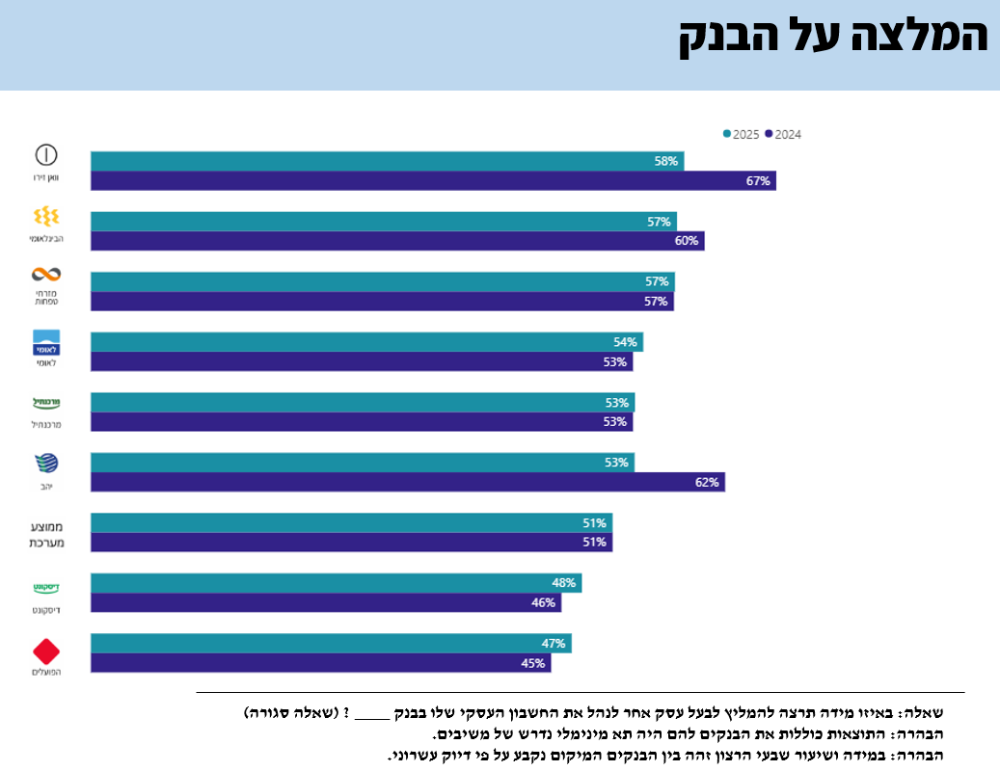 המלצה על הבנק
2025 2024
וואן זירו
58%
67%
הבינלאומי
57%
60%
מזרחי
טפחות
57%
57%
לאומי
לאומי
54%
53%
מרכנתיל
מרכנתיל
53%
53%
יהב
53%
62%
ממוצע
מערכת
51%
51%
דיסקונט
דיסקונט
48%
46%
הפועלים
47%
45%
שאלה: באיזו מידה תרצה להמליץ לבעל עסק אחר לנהל את החשבון העסקי שלו בבנק ____ ? (שאלה סגורה)
הבהרה: התוצאות כוללות את הבנקים להם היה תא מינימלי נדרש של משיבים.
הבהרה: במידה ושיעור שבעי הרצון זהה בין הבנקים המיקום נקבע על פי דיוק עשרוני.